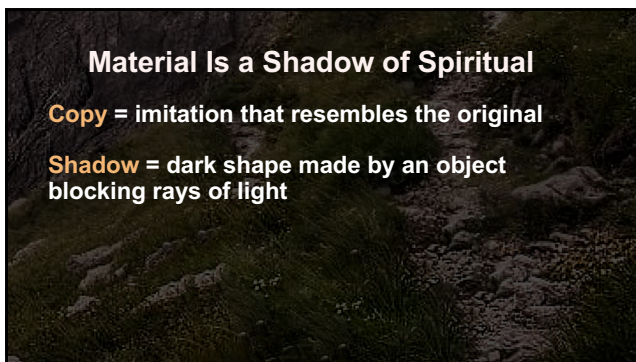 Material Is a Shadow of Spiritual
Copy = imitation that resembles the original
Shadow = dark shape made by an object
blocking rays of light